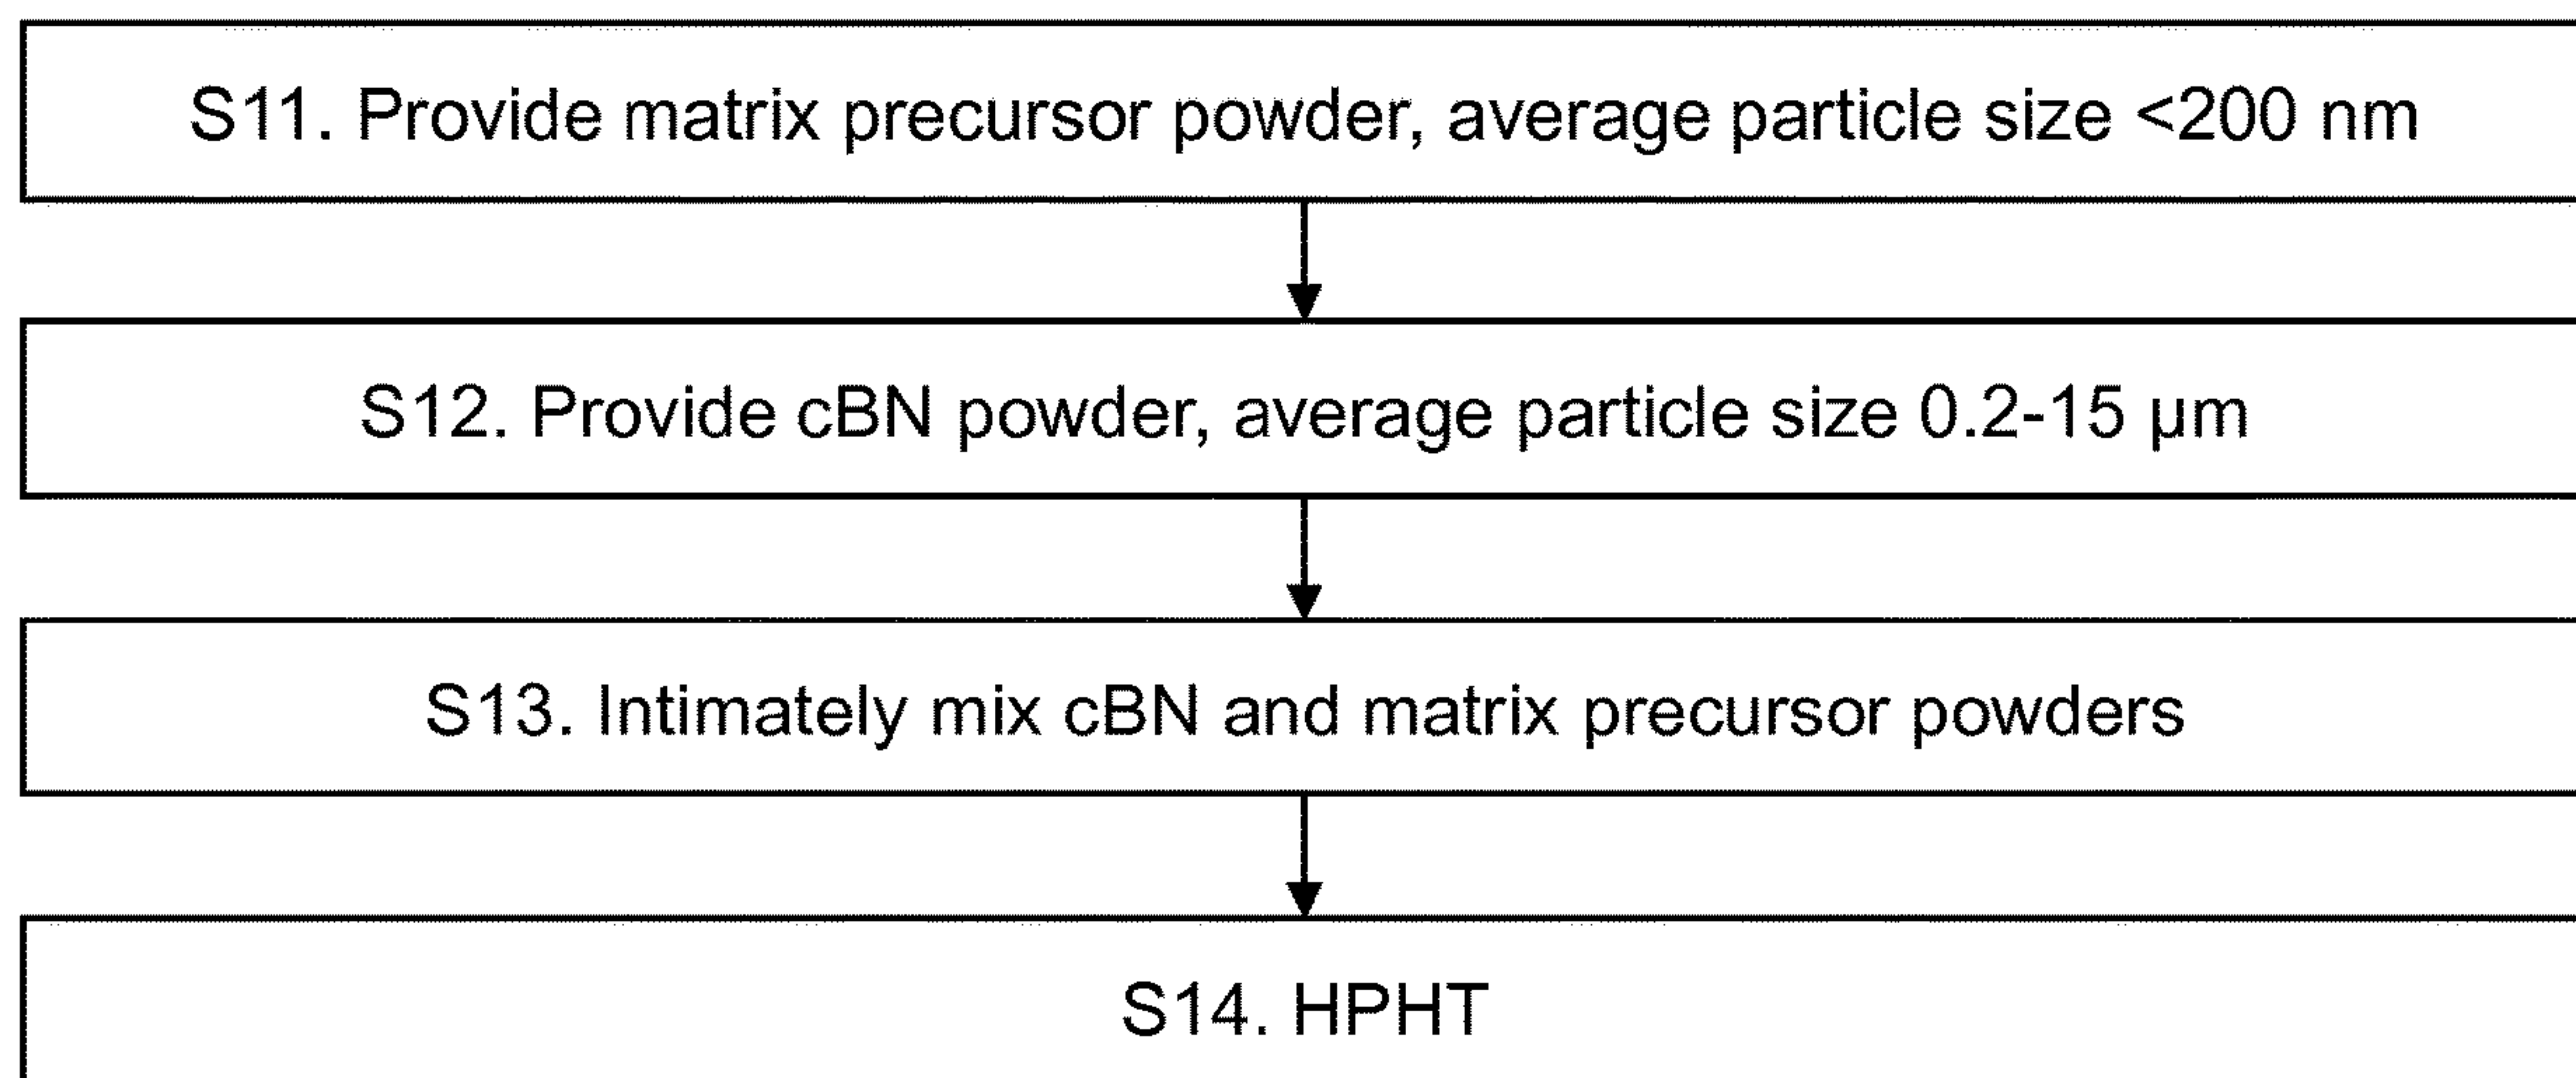 S11. Provide matrix precursor powder, average particle size <200 nm
S12. Provide cBN powder, average particle size 0.2-15 µm
S13. Intimately mix cBN and matrix precursor powders
S14. HPHT